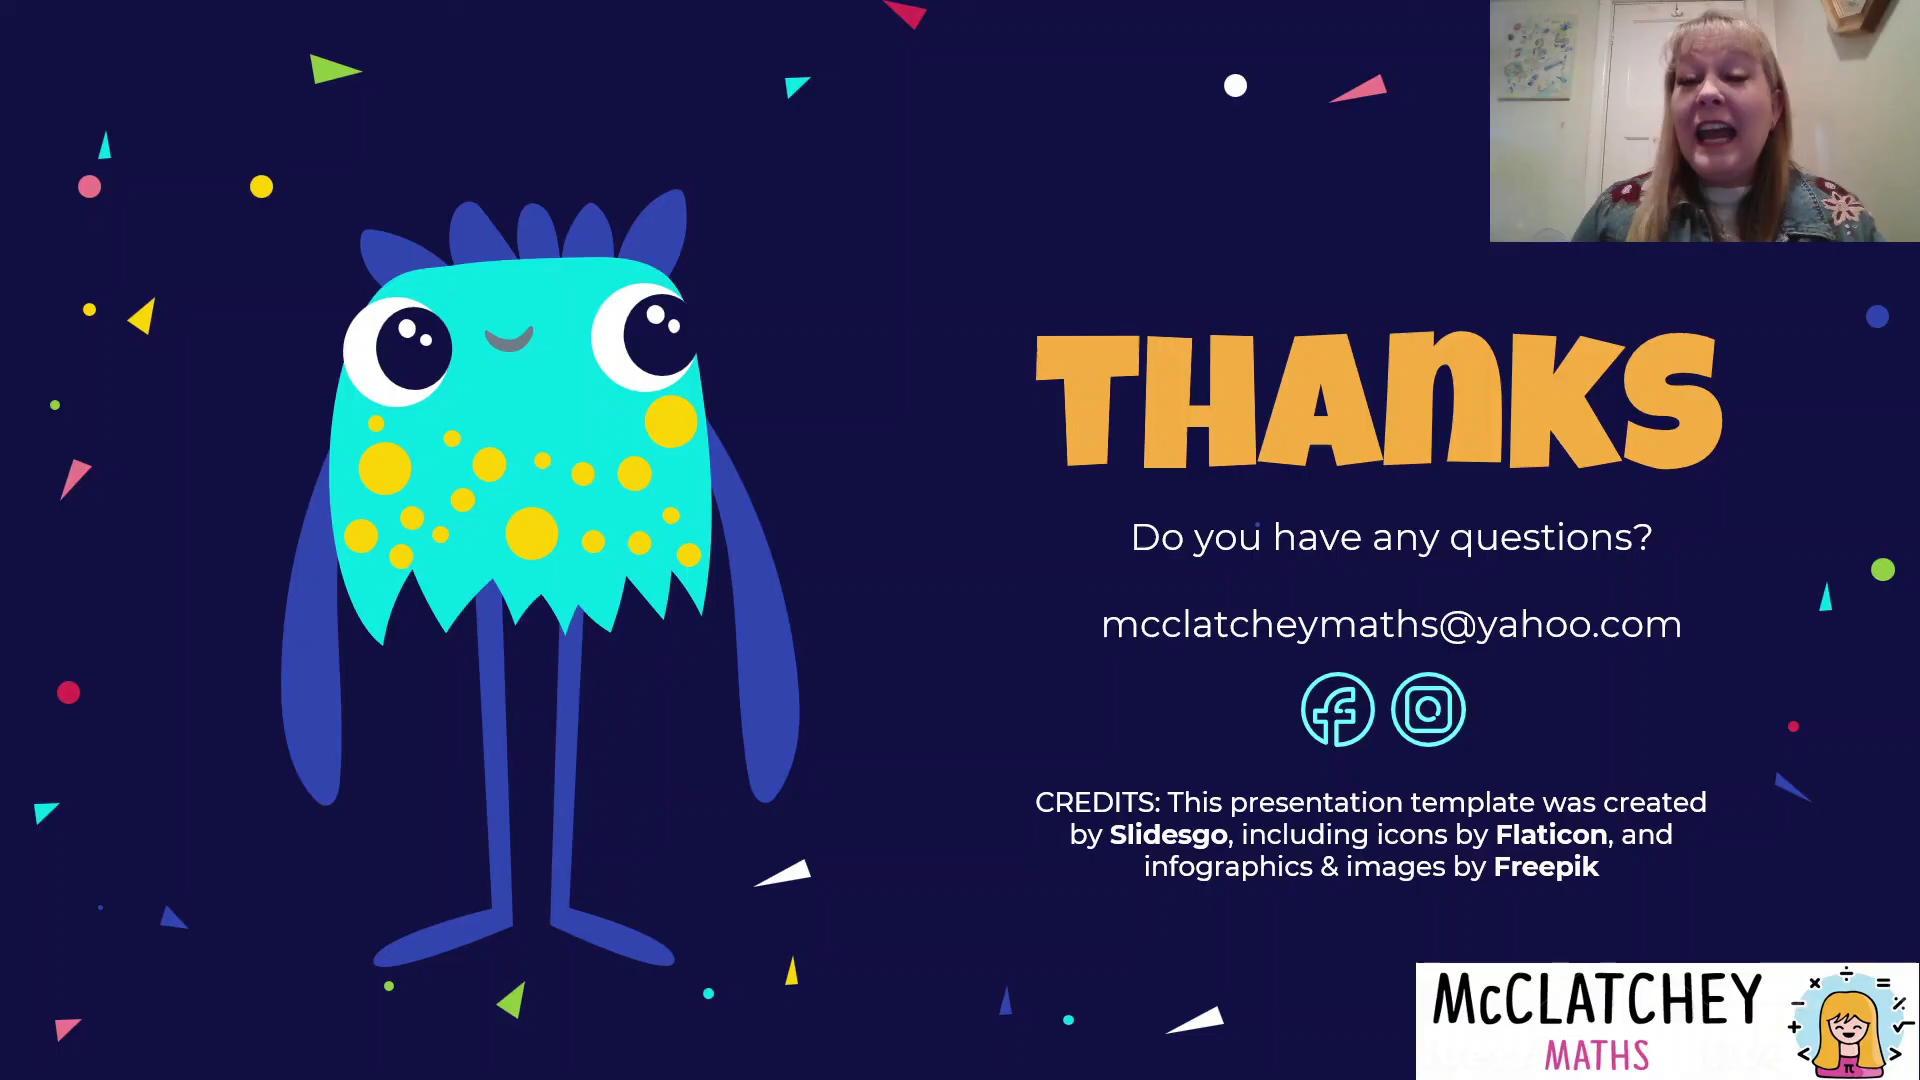 THANKS
Do you have any questions?
mcclatcheymaths@yahoo.com
CREDITS: This presentation template was created
by Slidesgo, including icons by Flaticon, and
infographics & images by Freepik
McCLATCHEY
MATHS